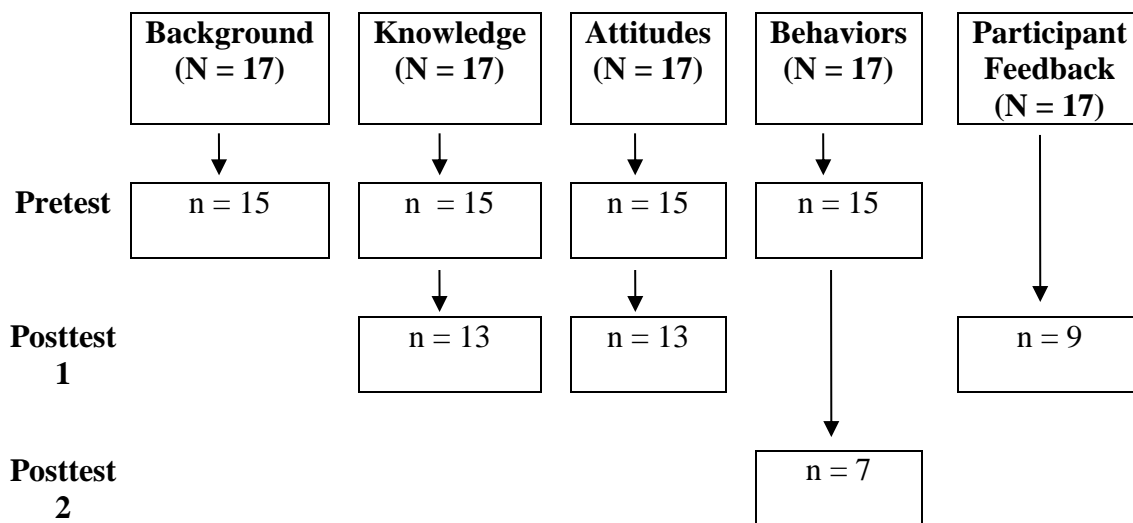 Background
(N = 17)
Knowledge
(N = 17)
Attitudes
(N = 17)
Behaviors
(N = 17)
Participant
Feedback
(N = 17)
Pretest
n = 15
n = 15
n = 15
n = 15
Posttest
1
n = 13
n = 13
n = 9
Posttest
2
n = 7